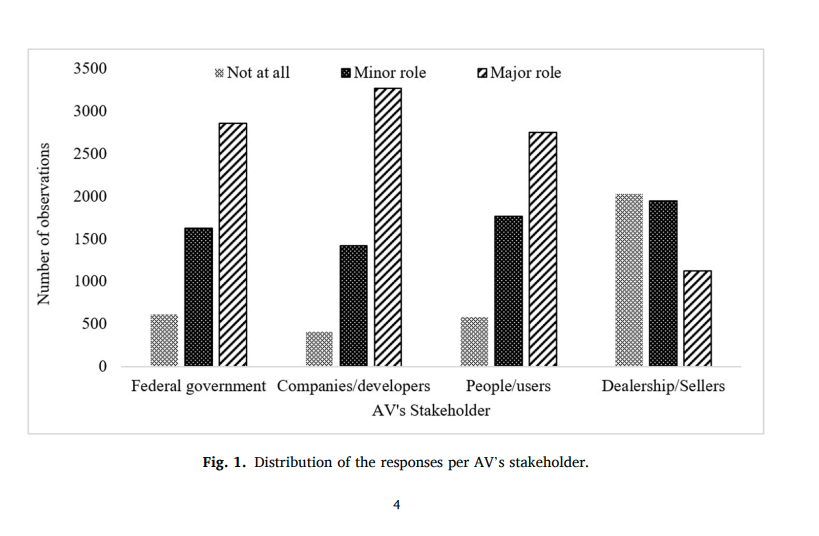 3500
Not at all Minor role Major role
3000
2500
2000
1500
1000
500
0
Number of observations
Federal government Companies/developers People/users Dealership/Sellers
AV's Stakeholder
Fig. 1. Distribution of the responses per AV's stakeholder.
4